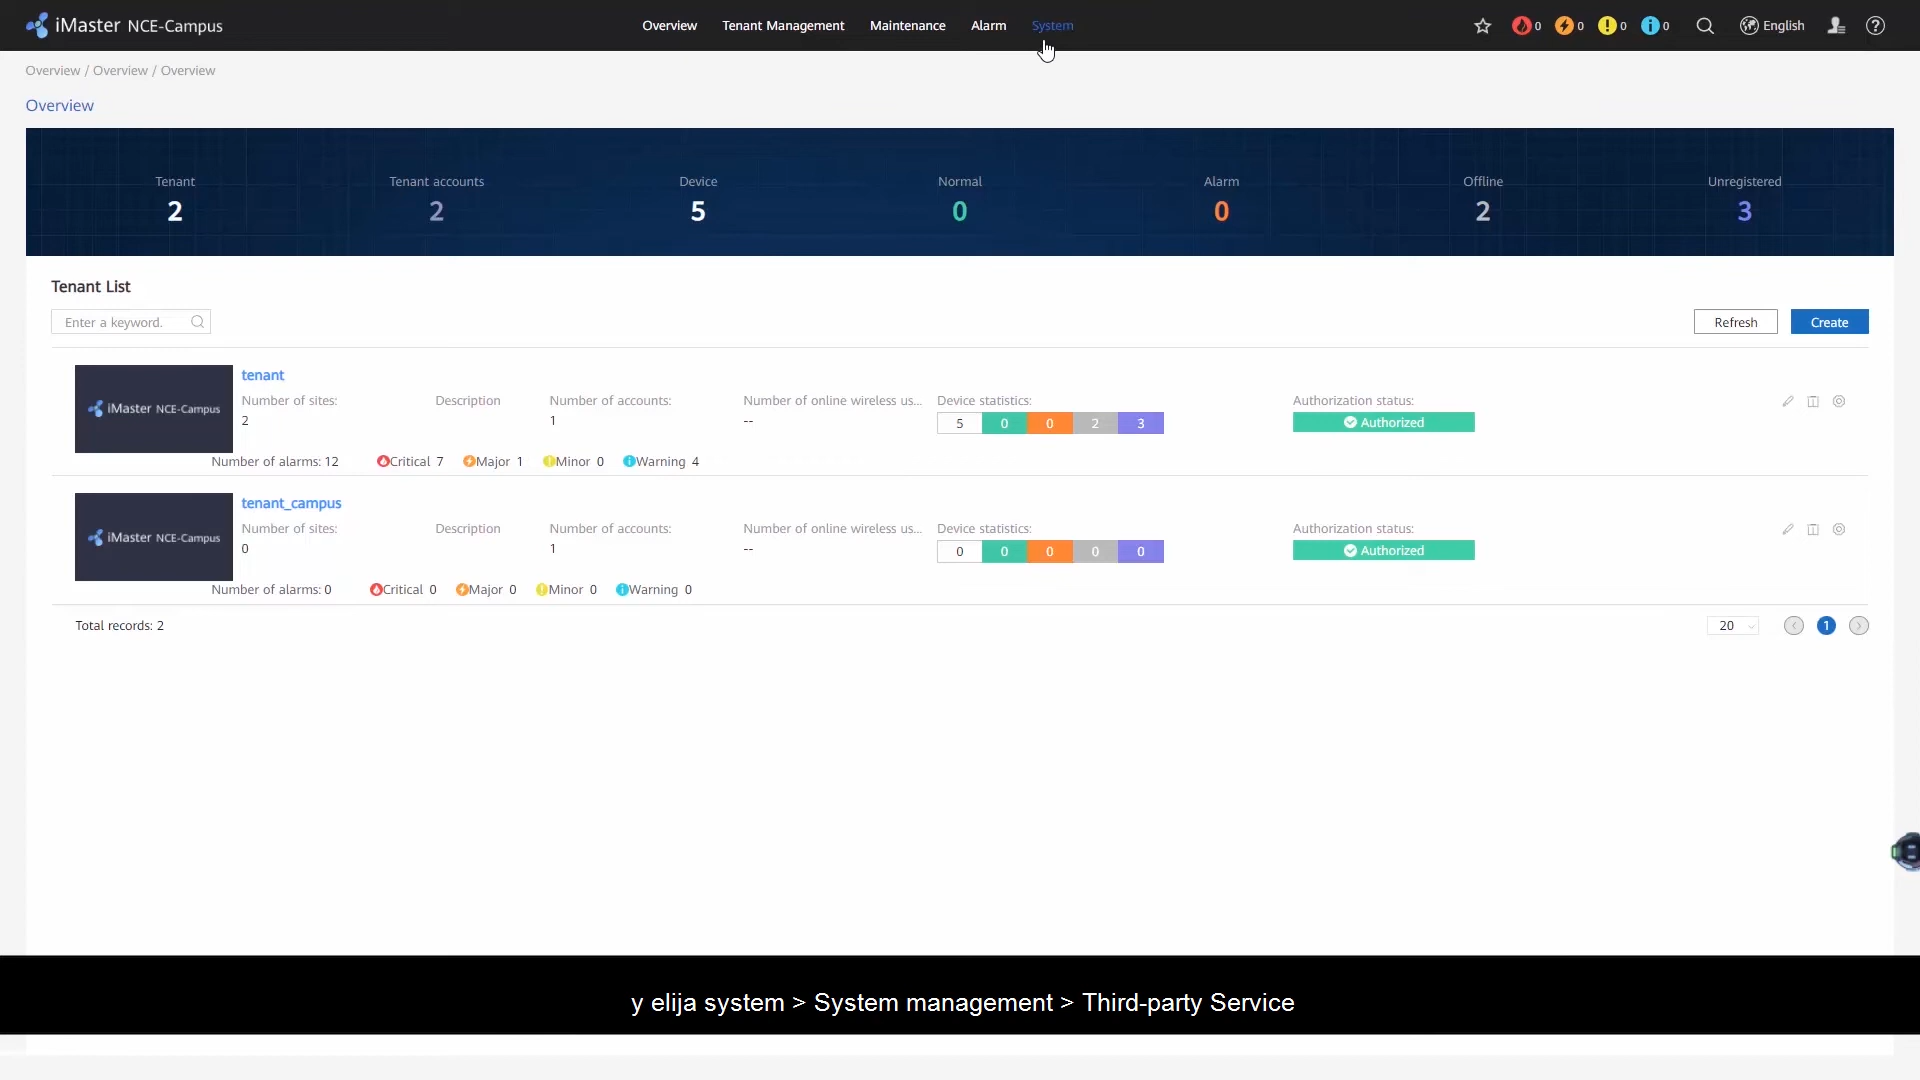 iMaster NCE-Campus
Overview Tenant Management Maintenance Alarm System
0 0 0 0 English
Overview / Overview / Overview
Overview
Tenant Tenant accounts Device Normal Alarm Offline Unregistered
2 2 5 0 0 2 3
Tenant List
Enter a keyword.
Refresh Create
iMaster NCE-Campus
tenant
Number of sites: Description Number of accounts: Number of online wireless us... Device statistics: Authorization status:
2 1 -- 5 0 0 2 3 Authorized
Number of alarms: 12 Critical 7 Major 1 Minor 0 Warning 4
iMaster NCE-Campus
tenant_campus
Number of sites: Description Number of accounts: Number of online wireless us... Device statistics: Authorization status:
0 1 -- 0 0 0 0 0 Authorized
Number of alarms: 0 Critical 0 Major 0 Minor 0 Warning 0
Total records: 2 20 1
y elija system > System management > Third-party Service